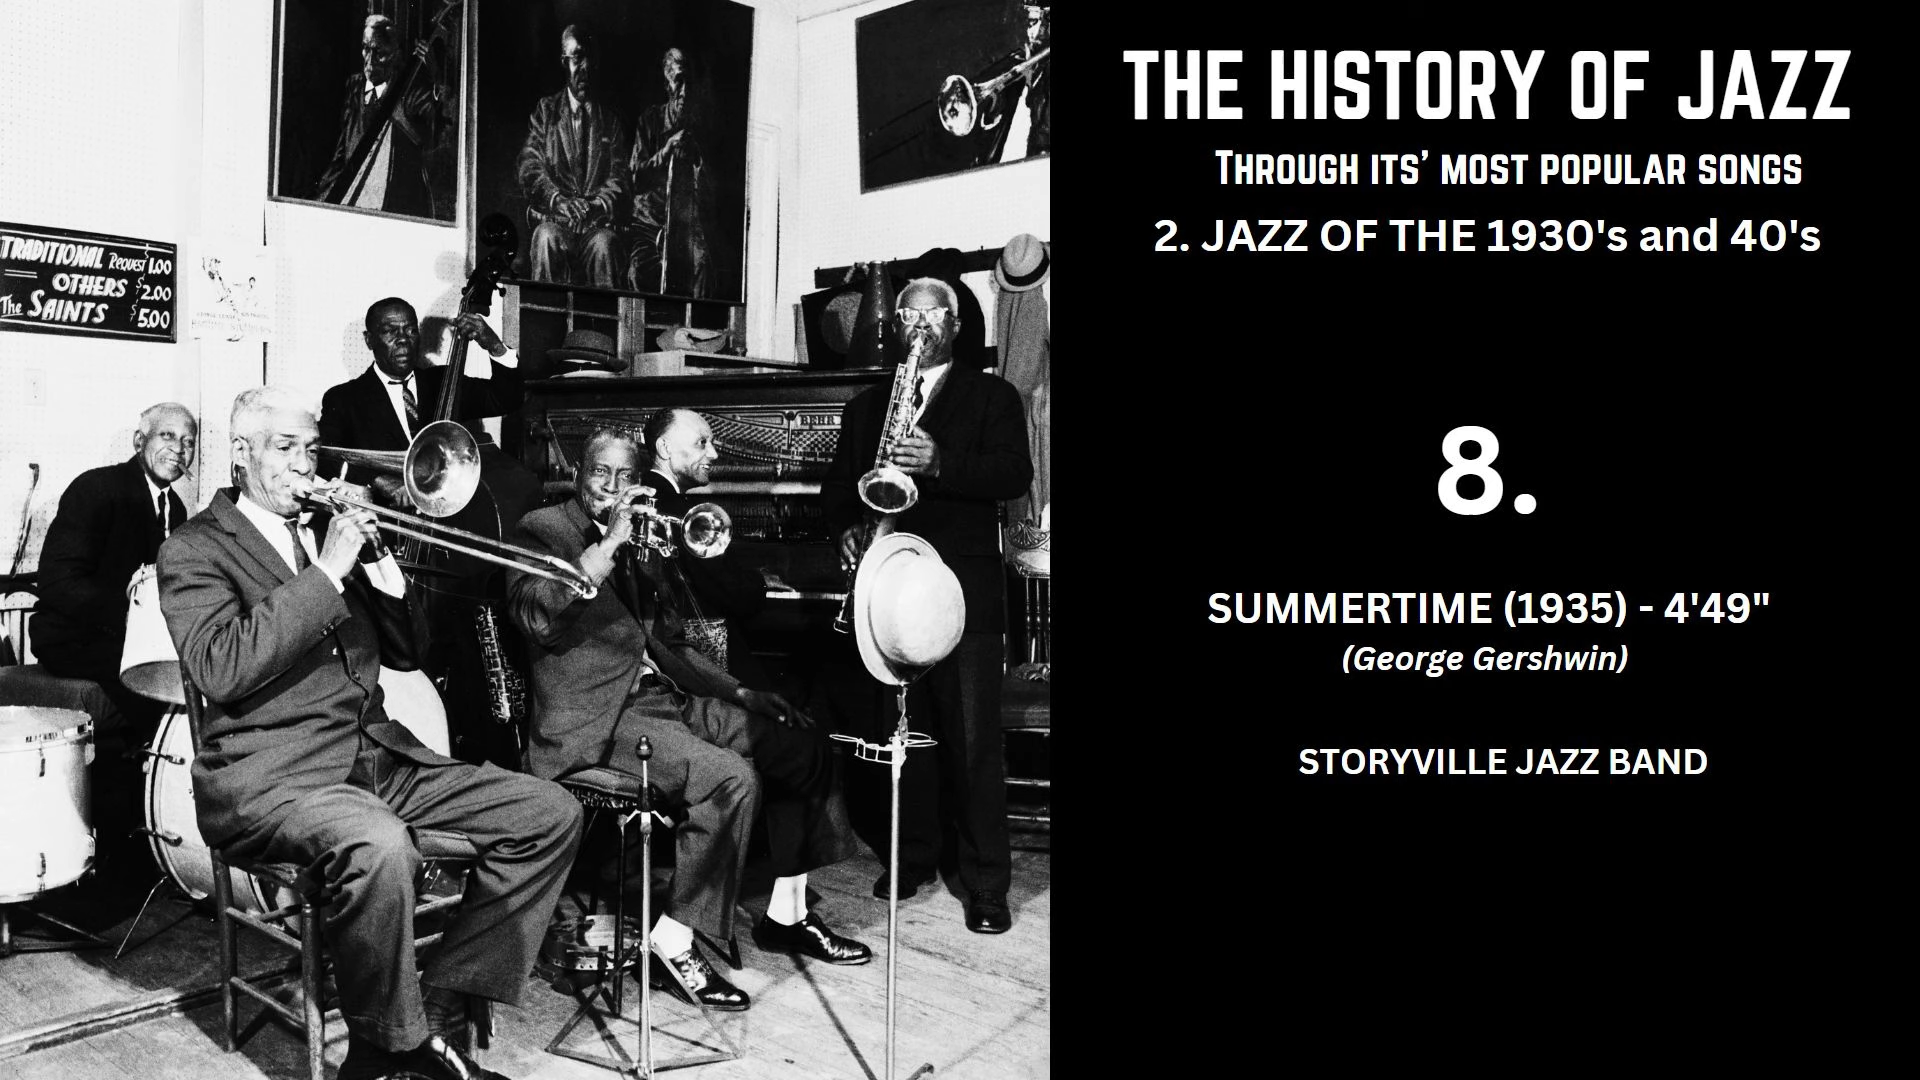 TRADITIONAL Request $1.00
OTHERS $2.00
The SAINTS $5.00
BEHR
THE HISTORY OF JAZZ
THROUGH ITS' MOST POPULAR SONGS
2. JAZZ OF THE 1930's and 40's
8.
SUMMERTIME (1935) - 4'49"
(George Gershwin)
STORYVILLE JAZZ BAND